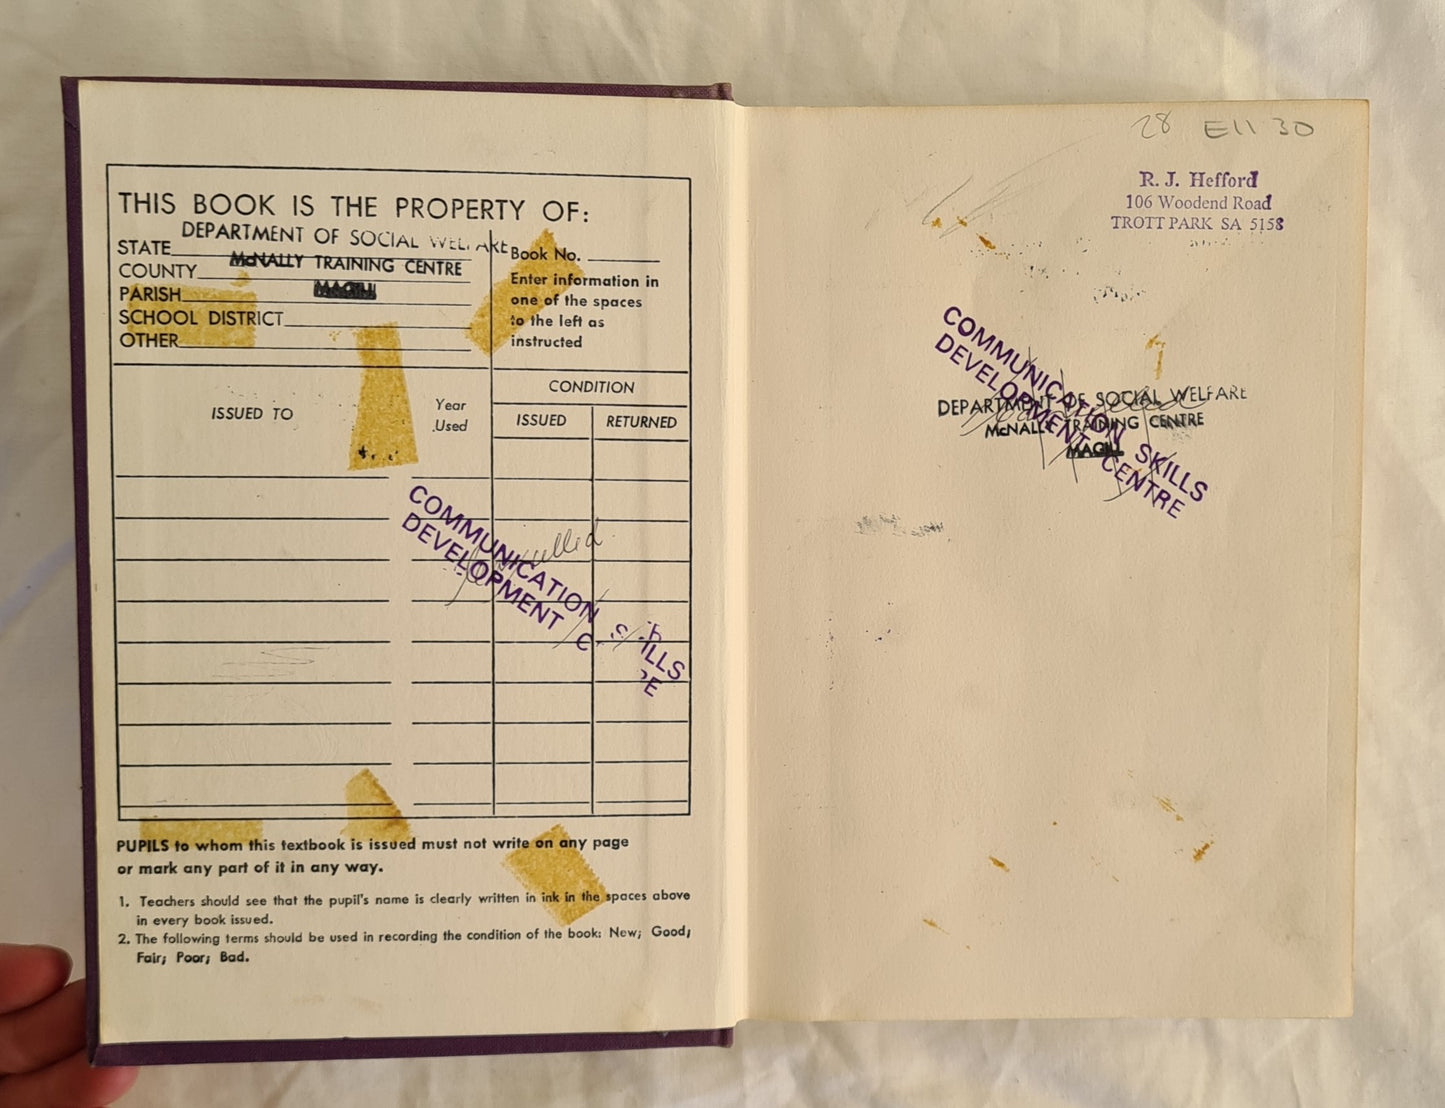 THIS BOOK IS THE PROPERTY OF:
DEPARTMENT OF SOCIAL WELFARE
STATE
McNALLY TRAINING CENTRE
COUNTY
MAGILL
PARISH
SCHOOL DISTRICT
OTHER
Book No.
Enter information in
one of the spaces
to the left as
instructed
ISSUED TO
Year
Used
CONDITION
ISSUED
RETURNED
COMMUNICATION SKILLS
DEVELOPMENT
PUPILS to whom this textbook is issued must not write on any page
or mark any part of it in any way.
1. Teachers should see that the pupil's name is clearly written in ink in the spaces above
in every book issued.
2. The following terms should be used in recording the condition of the book: New; Good;
Fair; Poor; Bad.
28 E11 30
R. J. Hefford
106 Woodend Road
TROTT PARK SA 5158
COMMUNICATION SKILLS
DEVELOPMENT CENTRE
DEPARTMENT OF SOCIAL WELFARE
McNALLY TRAINING CENTRE
MAGILL